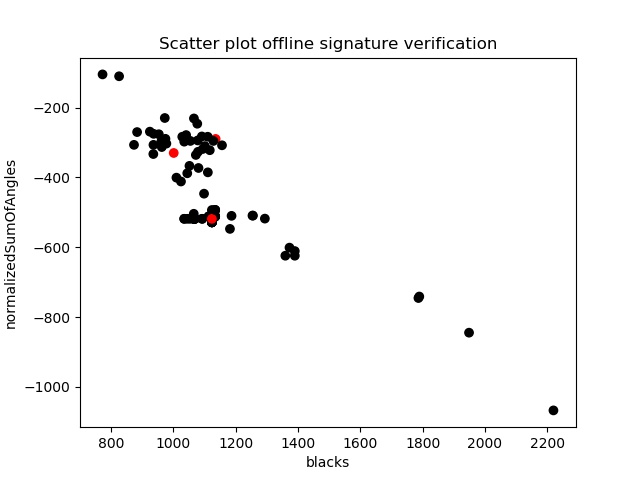 Scatter plot offline signature verification
normalizedSumOfAngles
−200
−400
−600
−800
−1000
800 1000 1200 1400 1600 1800 2000 2200
blacks